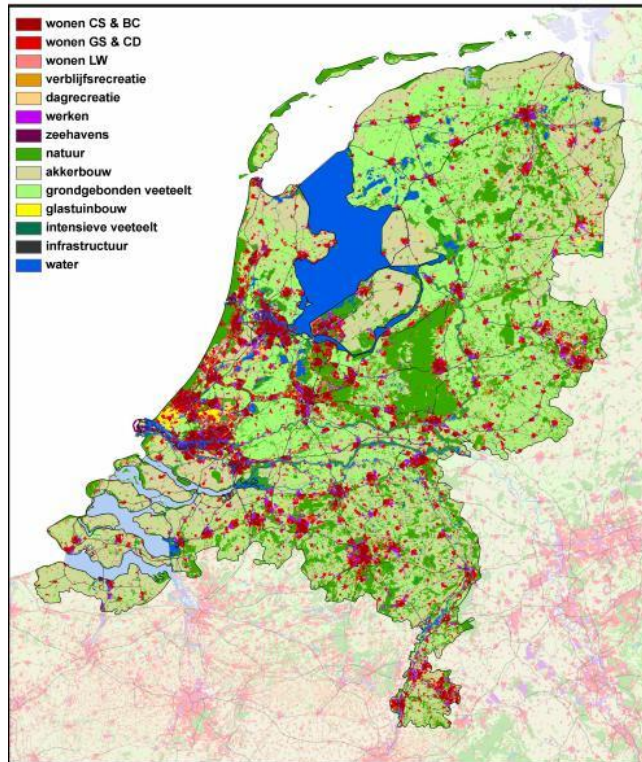 wonen CS & BC
wonen GS & CD
wonen LW
verblijfsrecreatie
dagrecreatie
werken
zeehavens
natuur
akkerbouw
grondgebonden veeteelt
glastuinbouw
intensieve veeteelt
infrastructuur
water